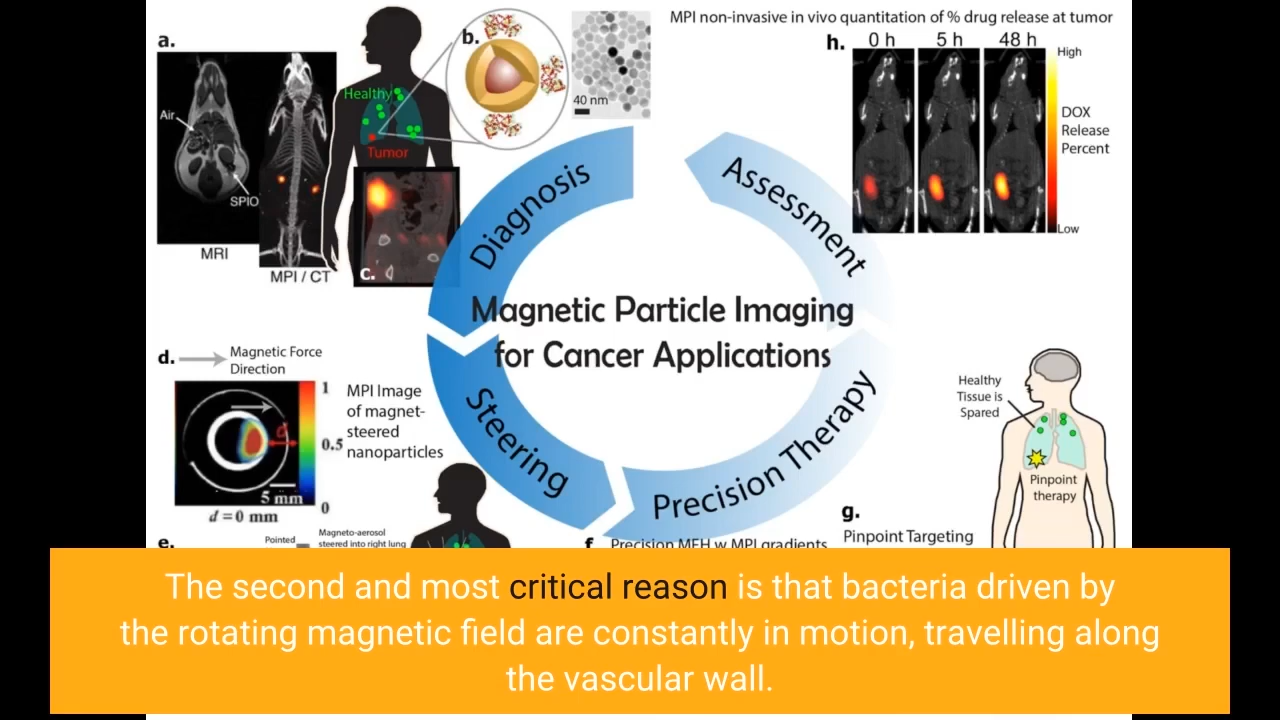 MPI non-invasive in vivo quantitation of % drug release at tumor
a.
Air
SPIO
MRI
MPI / CT
Healthy
Tumor
b.
40 nm
c.
h.
0 h
5 h
48 h
High
DOX
Release
Percent
Low
Diagnosis
Assessment
Magnetic Particle Imaging
for Cancer Applications
Steering
Precision Therapy
d.
Magnetic Force
Direction
1
0.5
0
d
5 mm
d = 0 mm
MPI Image
of magnet-
steered
nanoparticles
Healthy
Tissue is
Spared
Pinpoint
therapy
g.
Pinpoint Targeting
e.
Pointed
Magneto-aerosol
steered into right lung
f
Precision MFH w MPI gradients
The second and most critical reason is that bacteria driven by
the rotating magnetic field are constantly in motion, travelling along
the vascular wall.